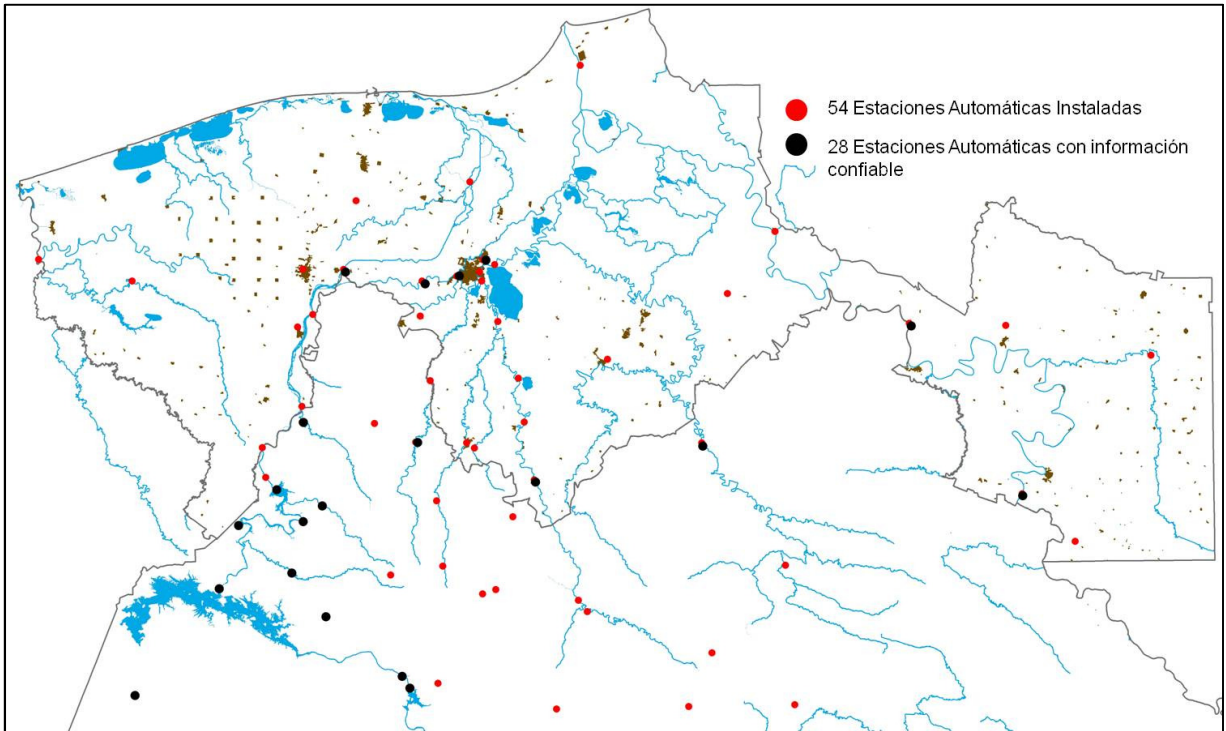 54 Estaciones Automáticas Instaladas
28 Estaciones Automáticas con información
confiable